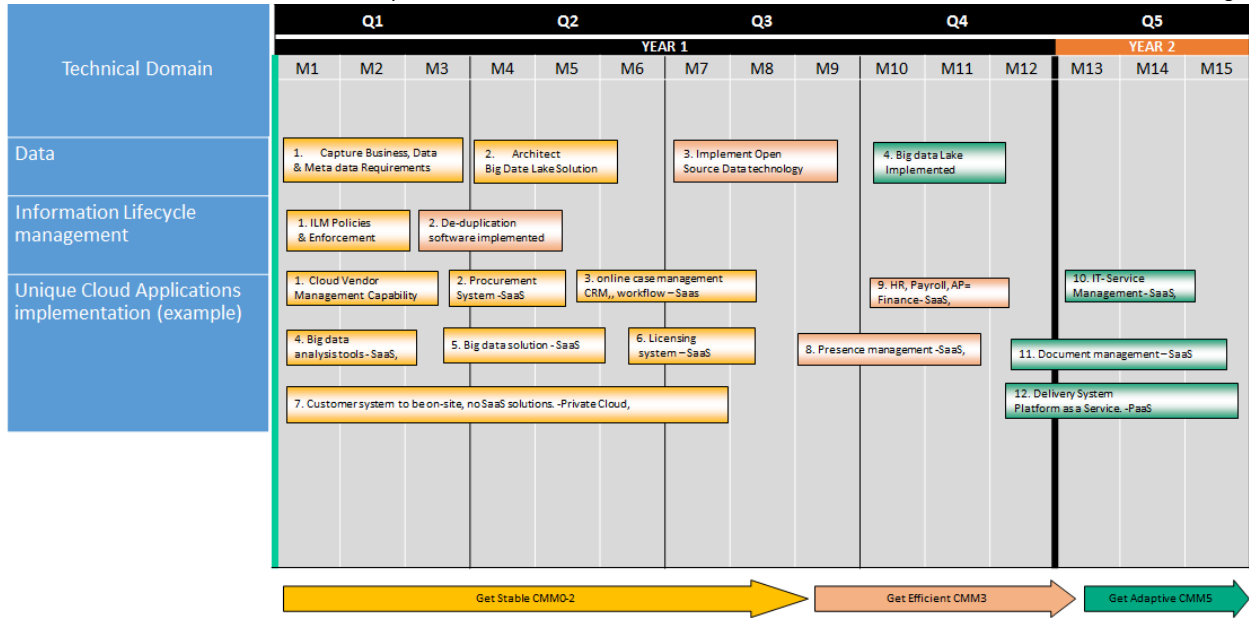 Q1 Q2 Q3 Q4 Q5
YEAR 1 YEAR 2
Technical Domain
M1 M2 M3 M4 M5 M6 M7 M8 M9 M10 M11 M12 M13 M14 M15
Data
1. Capture Business, Data
& Meta data Requirements
2. Architect
Big Date Lake Solution
3. Implement Open
Source Data technology
4. Big data Lake
Implemented
Information Lifecycle
management
1. ILM Policies
& Enforcement
2. De-duplication
software implemented
Unique Cloud Applications
implementation (example)
1. Cloud Vendor
Management Capability
2. Procurement
System -SaaS
3. online case management
CRM,, workflow – Saas
9. HR, Payroll, AP=
Finance- SaaS,
10. IT- Service
Management- SaaS,
4. Big data
analysis tools - SaaS,
5. Big data solution - SaaS
6. Licensing
system – SaaS
8. Presence management -SaaS,
11. Document management – SaaS
7. Customer system to be on-site, no SaaS solutions. -Private Cloud,
12. Delivery System
Platform as a Service. -PaaS
Get Stable CMM0-2
Get Efficient CMM3
Get Adaptive CMM5